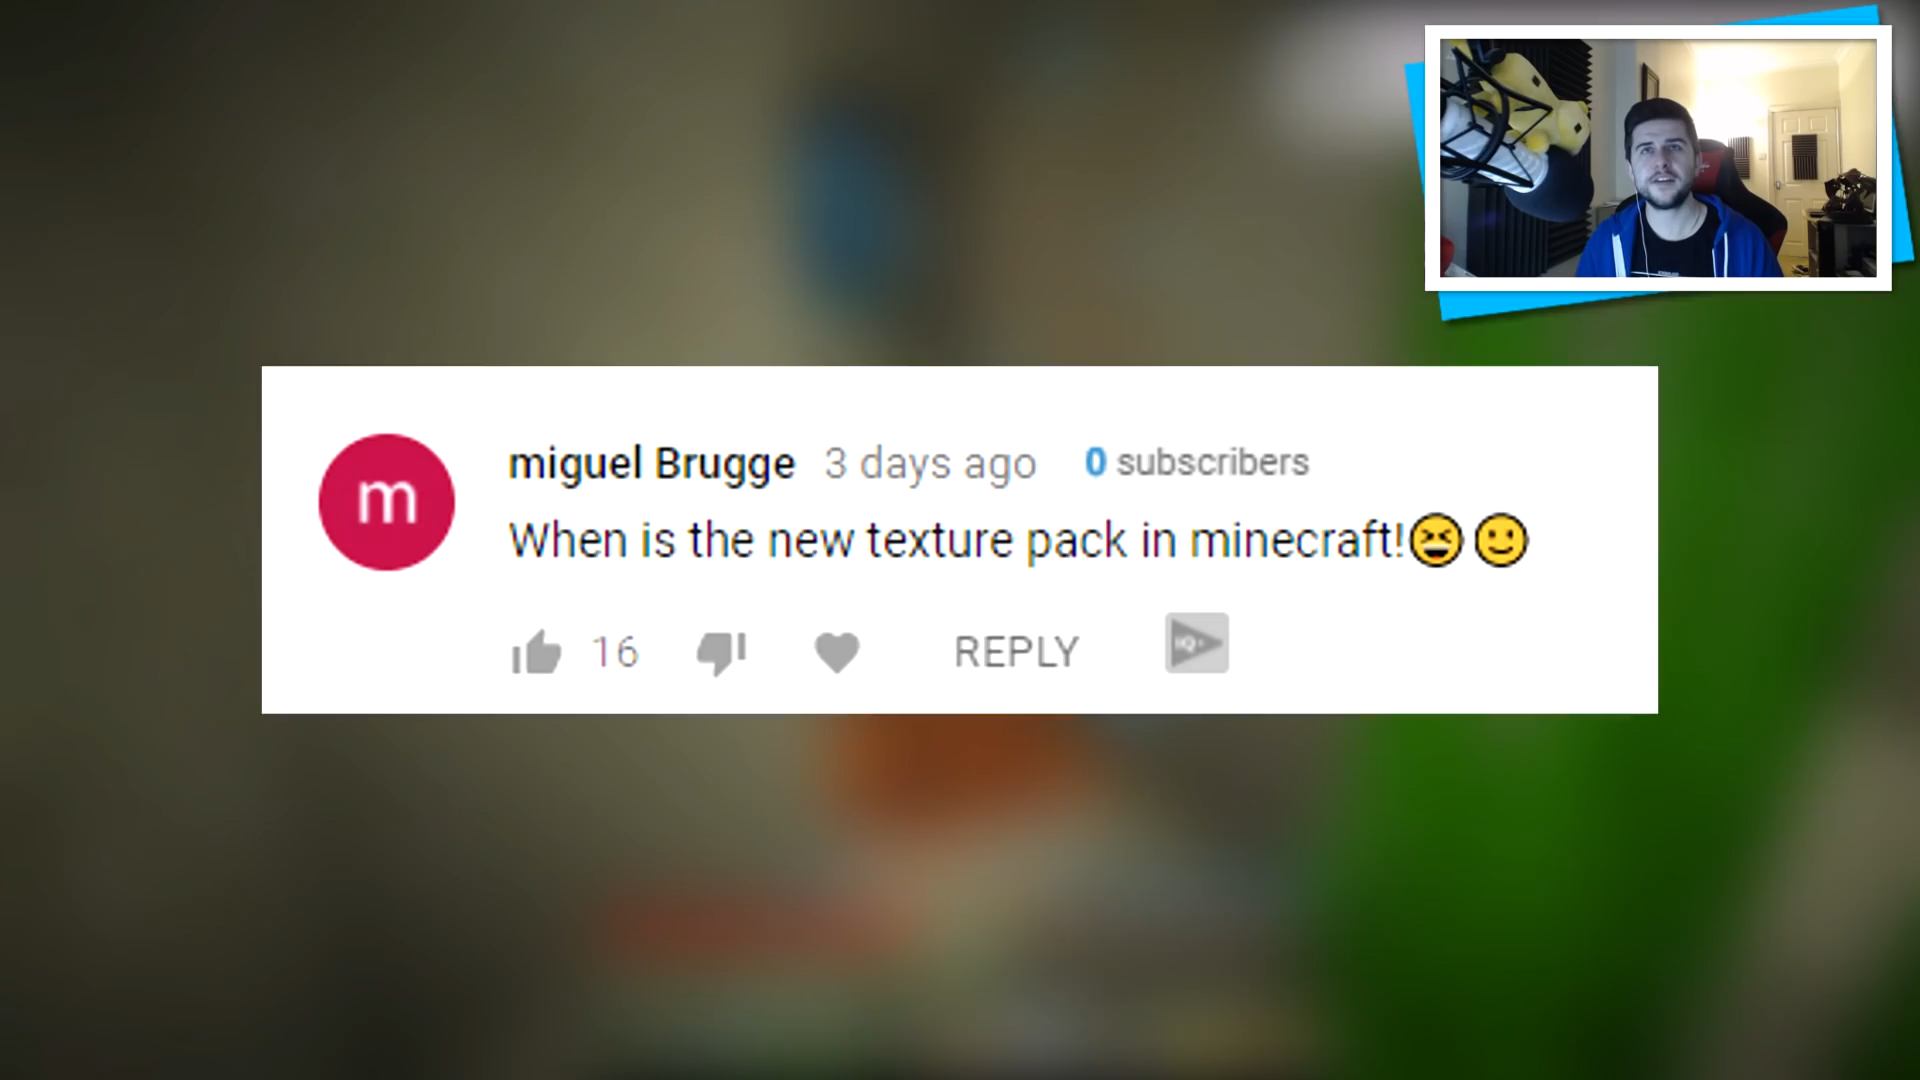 m
miguel Brugge 3 days ago 0 subscribers
When is the new texture pack in minecraft!😆🙂
16 REPLY